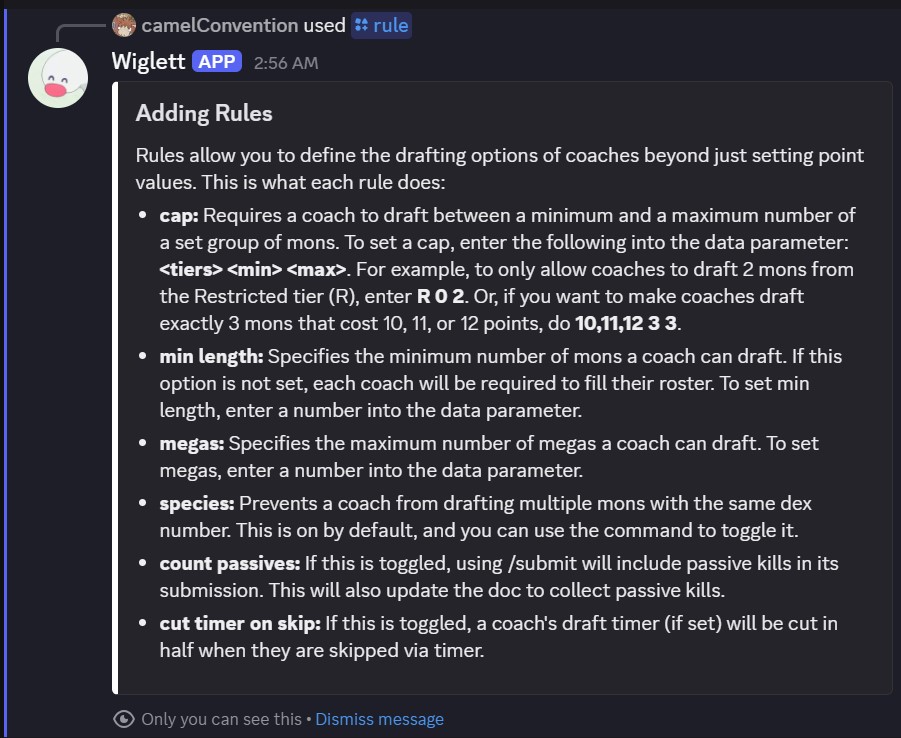 camelConvention used rule
Wiglett APP 2:56 AM
Adding Rules
Rules allow you to define the drafting options of coaches beyond just setting point
values. This is what each rule does:
• cap: Requires a coach to draft between a minimum and a maximum number of
a set group of mons. To set a cap, enter the following into the data parameter:
<tiers> <min> <max>. For example, to only allow coaches to draft 2 mons from
the Restricted tier (R), enter R 0 2. Or, if you want to make coaches draft
exactly 3 mons that cost 10, 11, or 12 points, do 10,11,12 3 3.
• min length: Specifies the minimum number of mons a coach can draft. If this
option is not set, each coach will be required to fill their roster. To set min
length, enter a number into the data parameter.
• megas: Specifies the maximum number of megas a coach can draft. To set
megas, enter a number into the data parameter.
• species: Prevents a coach from drafting multiple mons with the same dex
number. This is on by default, and you can use the command to toggle it.
• count passives: If this is toggled, using /submit will include passive kills in its
submission. This will also update the doc to collect passive kills.
• cut timer on skip: If this is toggled, a coach's draft timer (if set) will be cut in
half when they are skipped via timer.
Only you can see this • Dismiss message